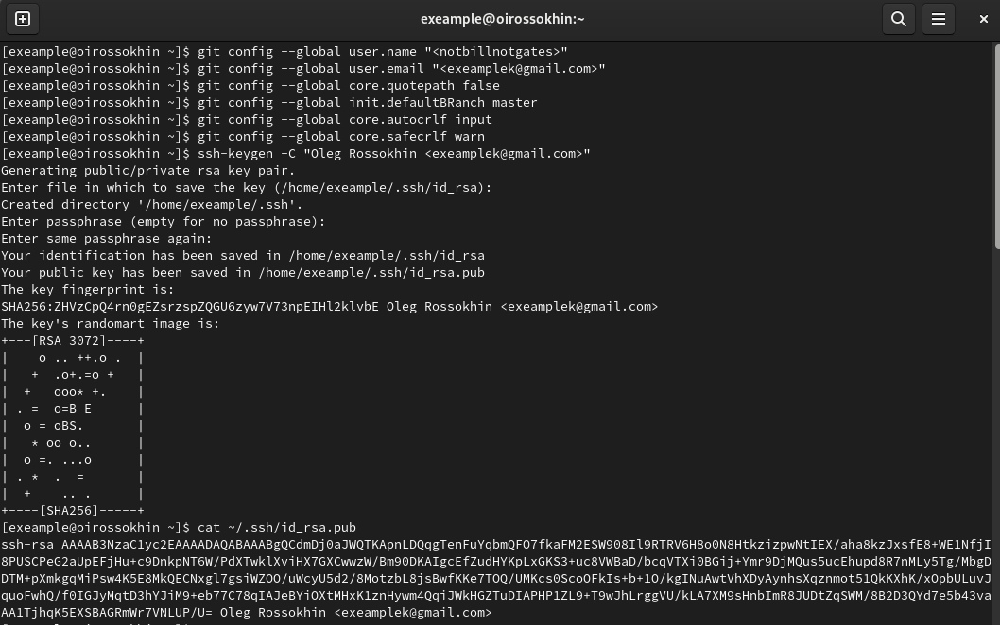 exeample@oirossokhin:~
[exeample@oirossokhin ~]$ git config --global user.name "<notbillnotgates>"
[exeample@oirossokhin ~]$ git config --global user.email "<exeamplek@gmail.com>"
[exeample@oirossokhin ~]$ git config --global core.quotepath false
[exeample@oirossokhin ~]$ git config --global init.defaultBRanch master
[exeample@oirossokhin ~]$ git config --global core.autocrlf input
[exeample@oirossokhin ~]$ git config --global core.safecrlf warn
[exeample@oirossokhin ~]$ ssh-keygen -C "Oleg Rossokhin <exeamplek@gmail.com>"
Generating public/private rsa key pair.
Enter file in which to save the key (/home/exeample/.ssh/id_rsa):
Created directory '/home/exeample/.ssh'.
Enter passphrase (empty for no passphrase):
Enter same passphrase again:
Your identification has been saved in /home/exeample/.ssh/id_rsa
Your public key has been saved in /home/exeample/.ssh/id_rsa.pub
The key fingerprint is:
SHA256:ZHVzCpQ4rn0gEZsrzspZQGU6zyw7V73npEIHl2klvbE Oleg Rossokhin <exeamplek@gmail.com>
The key's randomart image is:
+---[RSA 3072]----+
|    o .. ++.o .  |
|   +  .o+.=o +   |
|  +   ooo* +.    |
| . =  o=B E      |
|  o = oBS.       |
|   * oo o..      |
|  o =. ...o      |
| . *  .  =       |
|  +    .. .      |
+----[SHA256]-----+
[exeample@oirossokhin ~]$ cat ~/.ssh/id_rsa.pub
ssh-rsa AAAAB3NzaC1yc2EAAAADAQABAAABgQCdmDj0aJWQTKApnLDQqgTenFuYqbmQFO7fkaFM2ESW908Il9RTRV6H8o0N8HtkzizpwNtIEX/aha8kzJxsfE8+WE1NfjI
8PUSCPeG2aUpEFjHu+c9DnkpNT6W/PdXTwklXviHX7GXCwwzW/Bm90DKAIgcEfZudHYKpLxGKS3+uc8VWBaD/bcqVTXi0BGij+Ymr9DjMQus5ucEhupd8R7nMLy5Tg/MbgD
DTM+pXmkgqMiPsw4K5E8MkQECNxgl7gsiWZOO/uWcyU5d2/8MotzbL8jsBwfKKe7TOQ/UMKcs0ScoOFkIs+b+1O/kgINuAwtVhXDyAynhsXqznmot51QkKXhK/xOpbULuvJ
quoFwhQ/f0IGJyMqtD3hYJiM9+eb77C78qIAJeBYiOXtMHxK1znHywm4QqiJWkHGZTuDIAPHP1ZL9+T9wJhLrggVU/kLA7XM9sHnbImR8JUDtZqSWM/8B2D3QYd7e5b43va
AA1TjhqK5EXSBAGRmWr7VNLUP/U= Oleg Rossokhin <exeamplek@gmail.com>